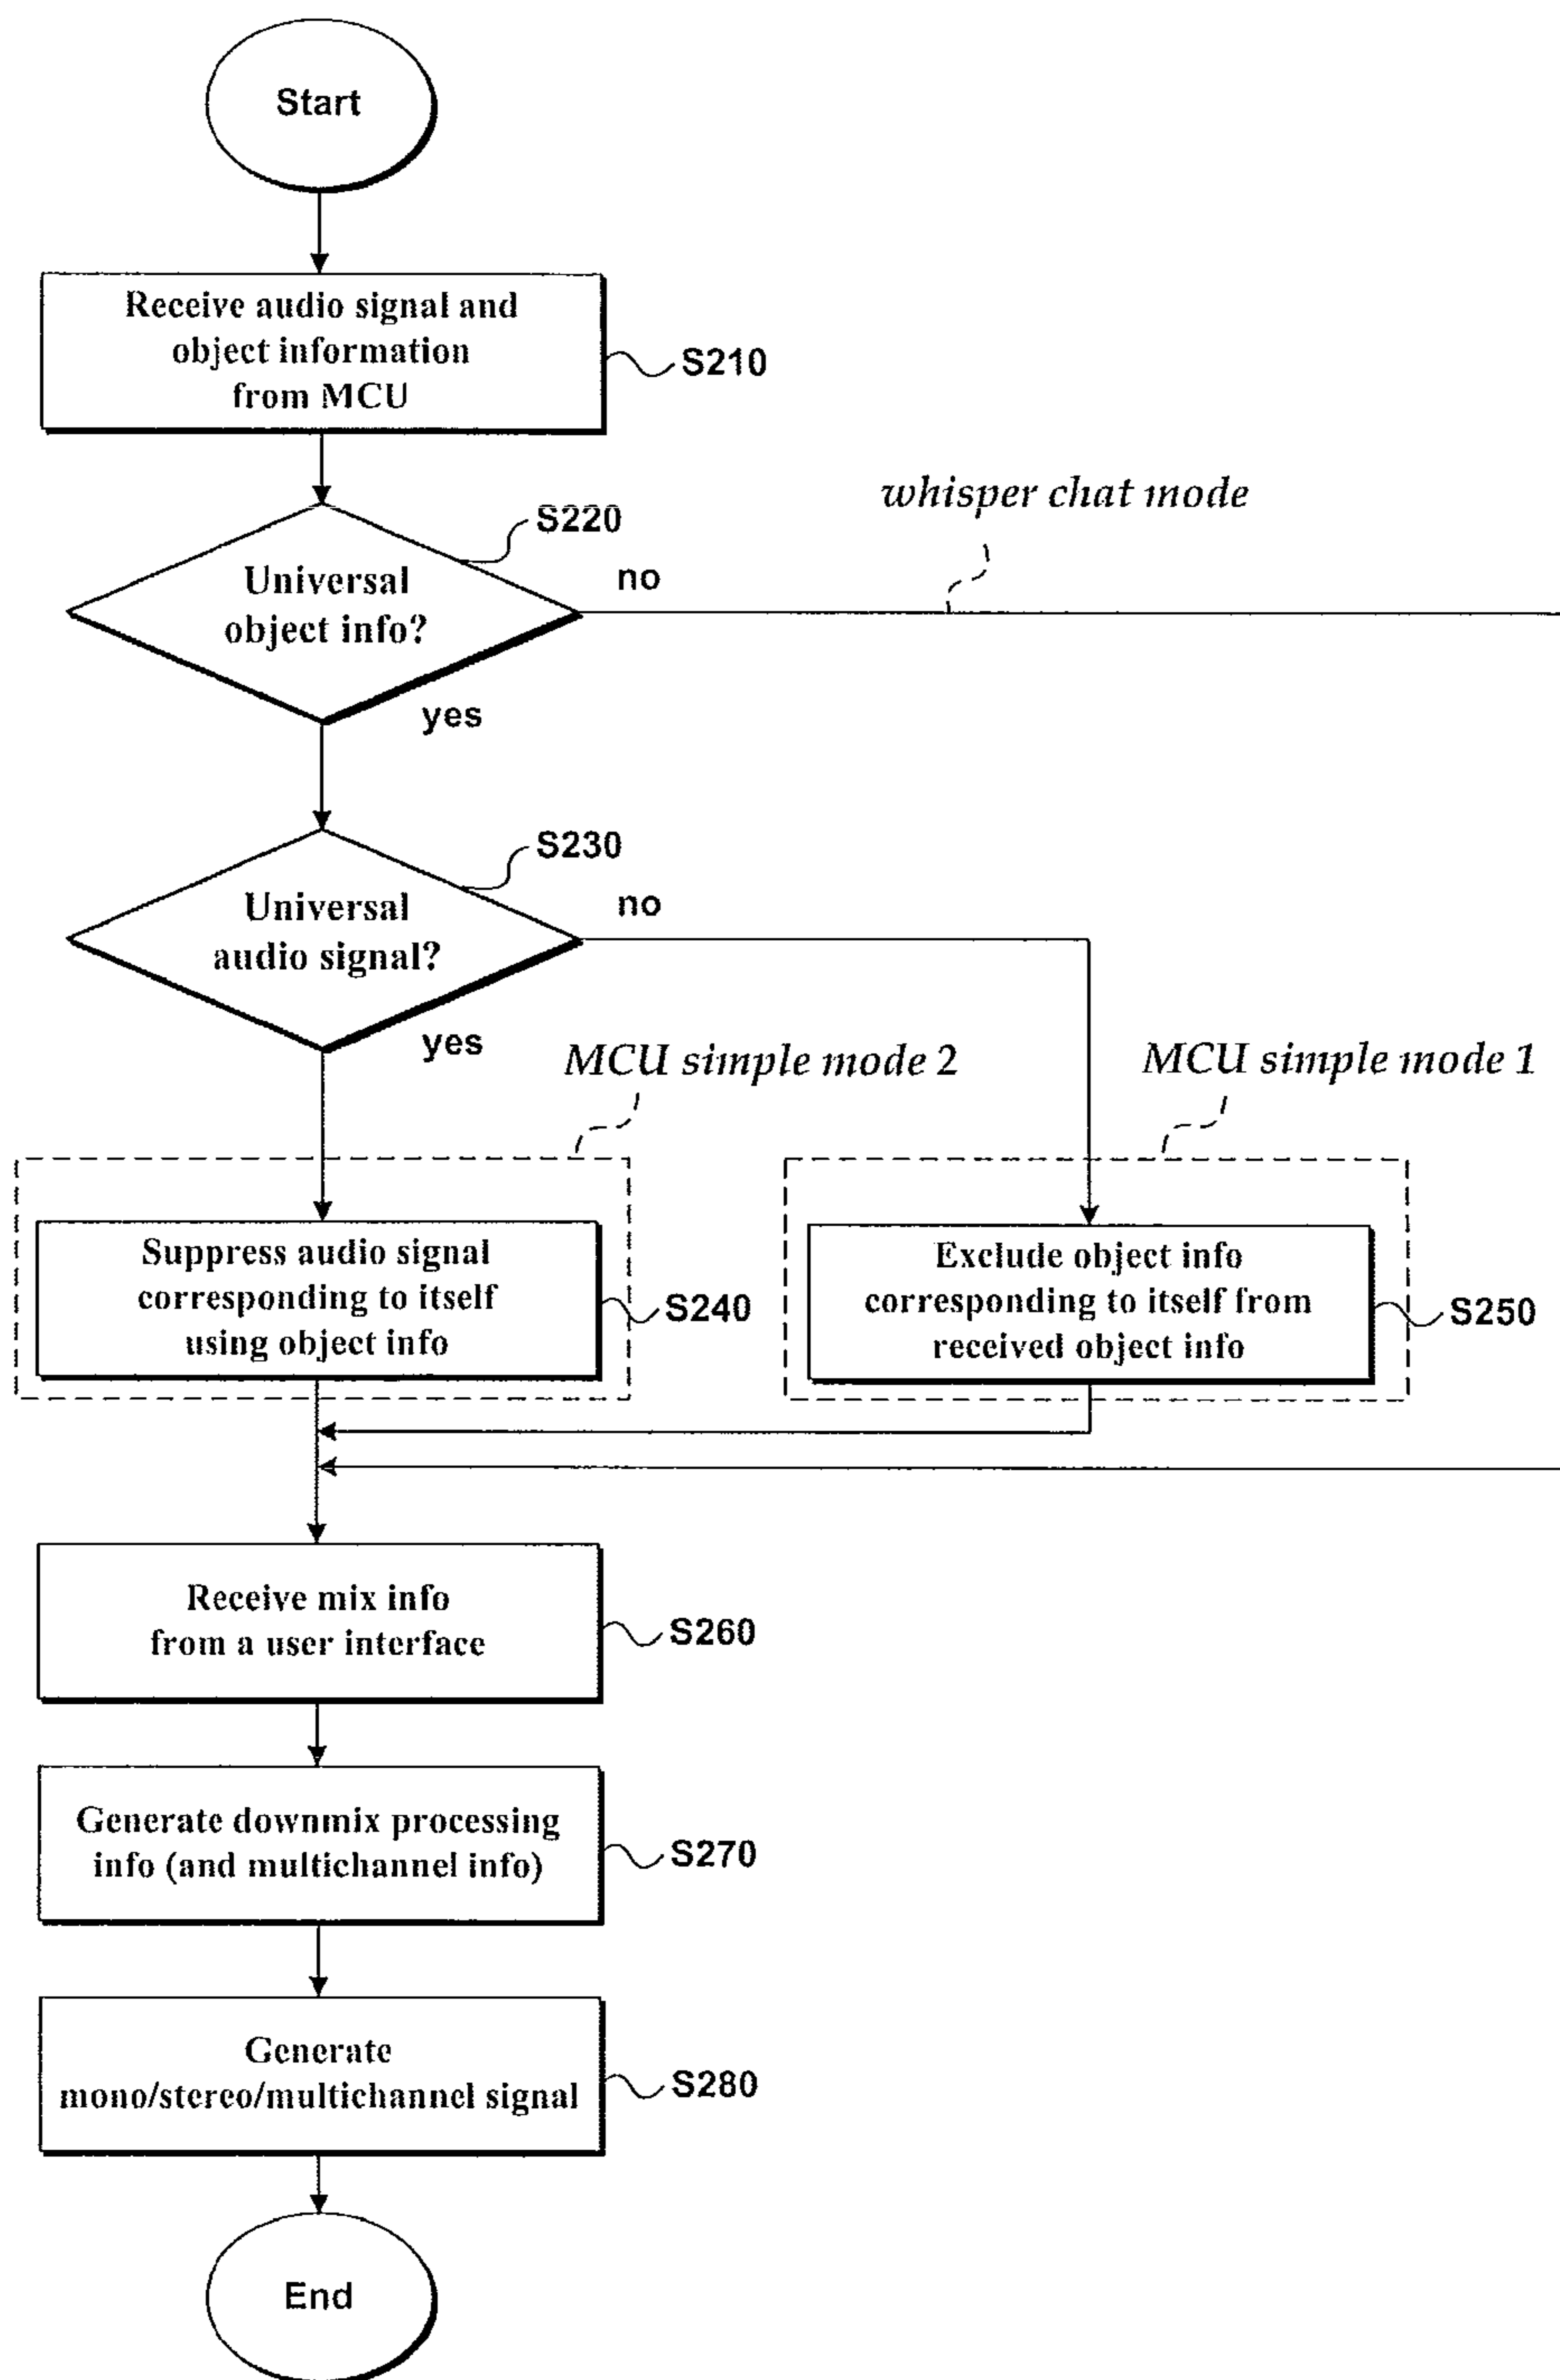 Start
Receive audio signal and
object information
from MCU
S210
whisper chat mode
S220
Universal
object info?
no
yes
S230
Universal
audio signal?
no
yes
MCU simple mode 2
MCU simple mode 1
Suppress audio signal
corresponding to itself
using object info
S240
Exclude object info
corresponding to itself from
received object info
S250
Receive mix info
from a user interface
S260
Generate downmix processing
info (and multichannel info)
S270
Generate
mono/stereo/multichannel signal
S280
End